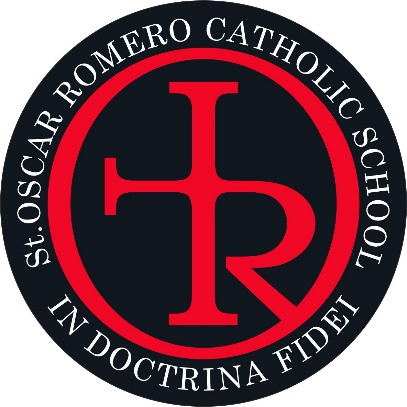 St. OSCAR ROMERO CATHOLIC SCHOOL
R
IN DOCTRINA FIDEI